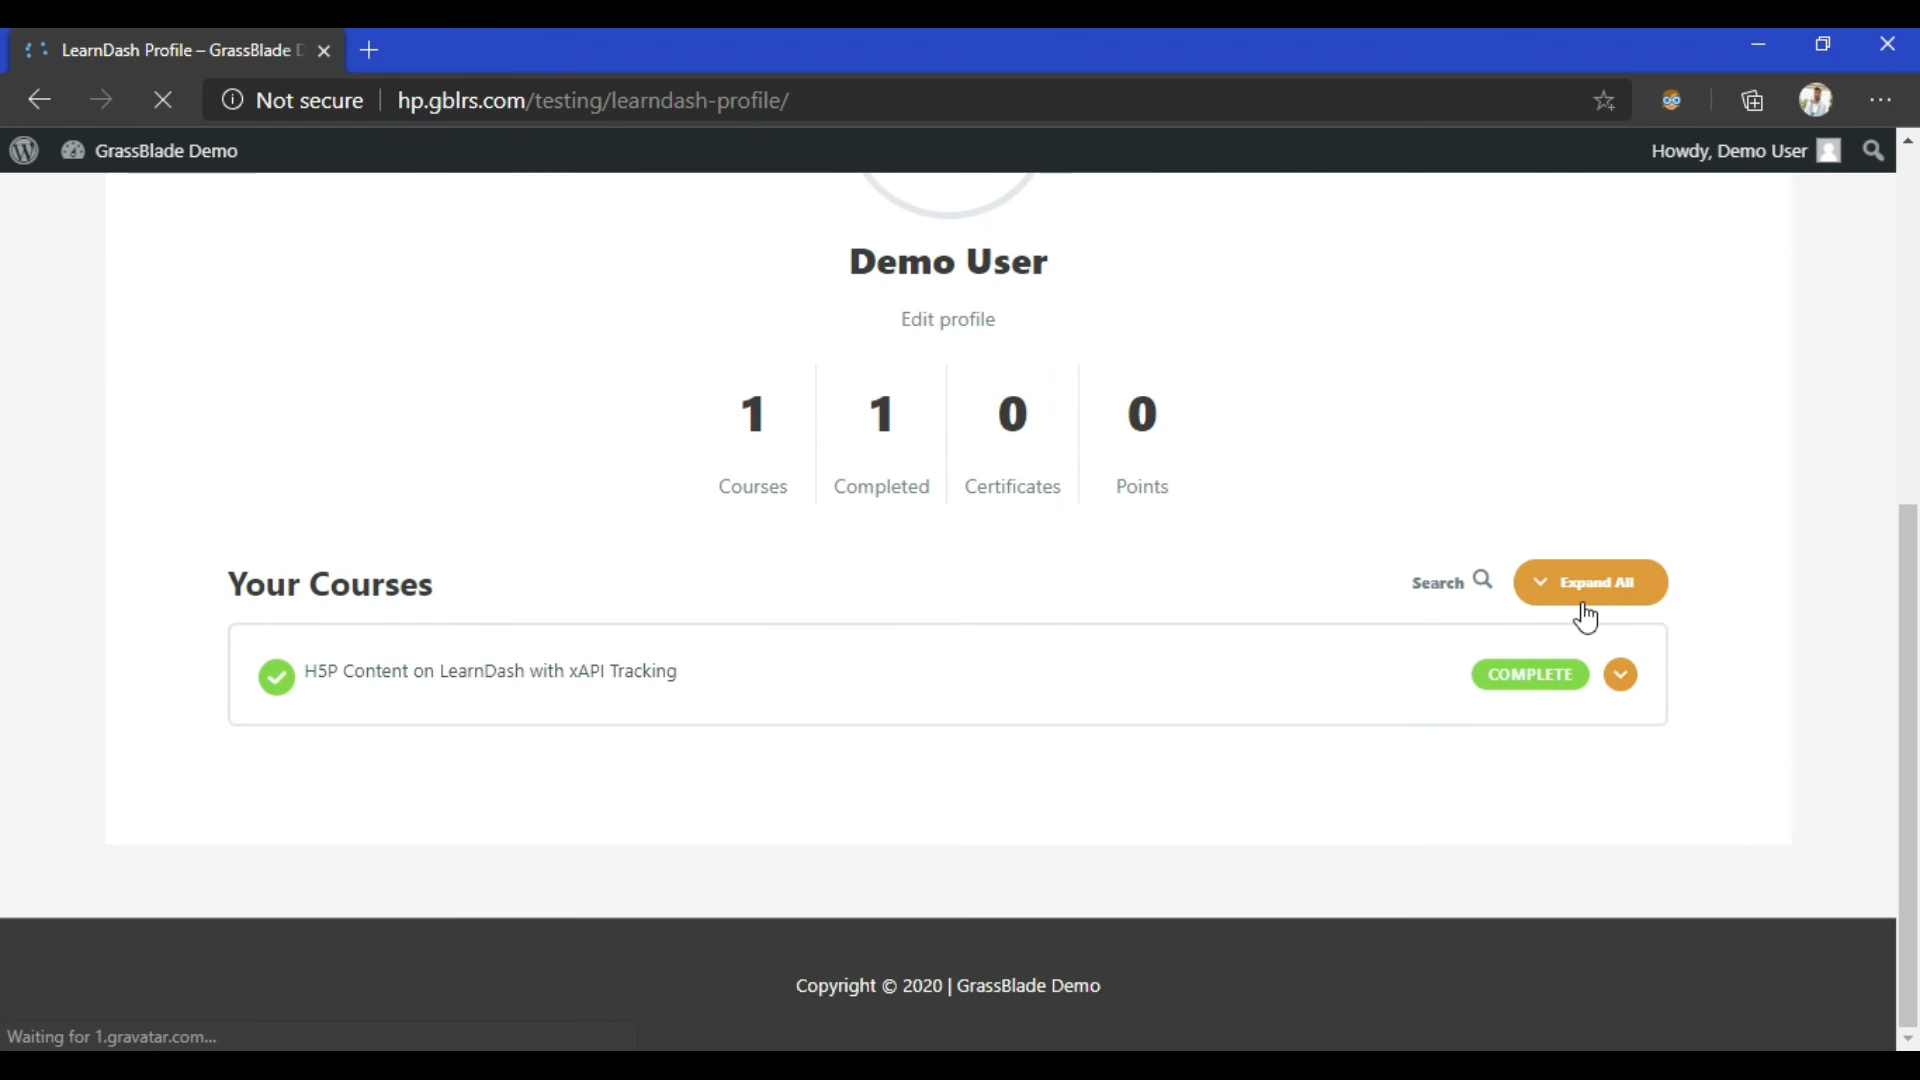 LearnDash Profile – GrassBlade D
Not secure
hp.gblrs.com/testing/learndash-profile/
GrassBlade Demo
Howdy, Demo User
Demo User
Edit profile
1 1 0 0
Courses Completed Certificates Points
Your Courses
Search
Expand All
H5P Content on LearnDash with xAPI Tracking
COMPLETE
Copyright © 2020 | GrassBlade Demo
Waiting for 1.gravatar.com...